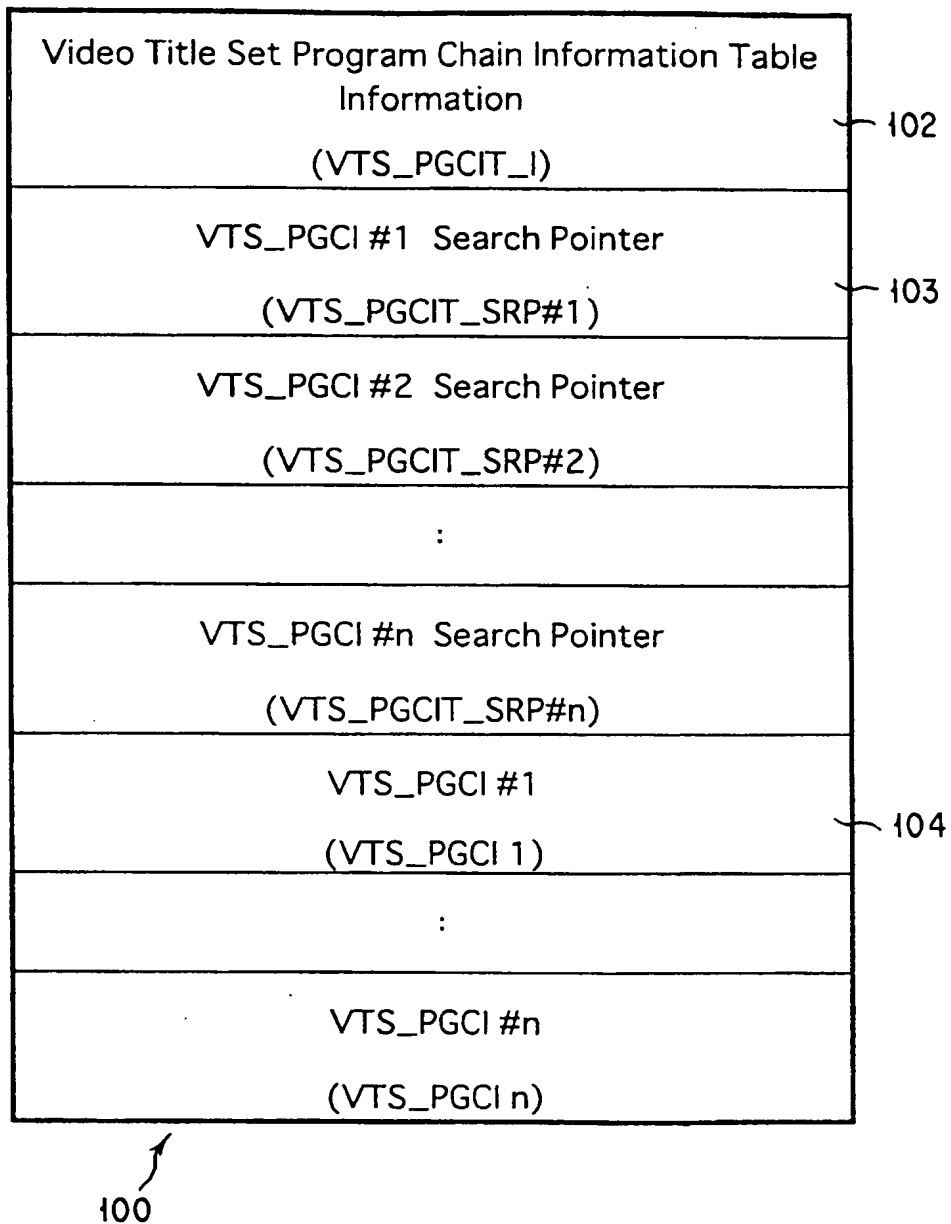 Video Title Set Program Chain Information Table
Information
(VTS_PGCIT_I)
102
VTS_PGCI #1 Search Pointer
(VTS_PGCIT_SRP#1)
103
VTS_PGCI #2 Search Pointer
(VTS_PGCIT_SRP#2)
:
VTS_PGCI #n Search Pointer
(VTS_PGCIT_SRP#n)
VTS_PGCI #1
(VTS_PGCI 1)
104
:
VTS_PGCI #n
(VTS_PGCI n)
100